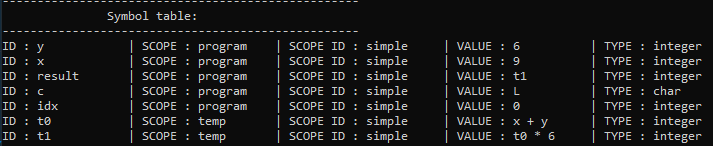 --------------------------------------------------
Symbol table:
--------------------------------------------------
ID : y | SCOPE : program | SCOPE ID : simple | VALUE : 6 | TYPE : integer
ID : x | SCOPE : program | SCOPE ID : simple | VALUE : 9 | TYPE : integer
ID : result | SCOPE : program | SCOPE ID : simple | VALUE : t1 | TYPE : integer
ID : c | SCOPE : program | SCOPE ID : simple | VALUE : L | TYPE : char
ID : idx | SCOPE : program | SCOPE ID : simple | VALUE : 0 | TYPE : integer
ID : t0 | SCOPE : temp | SCOPE ID : simple | VALUE : x + y | TYPE : integer
ID : t1 | SCOPE : temp | SCOPE ID : simple | VALUE : t0 * 6 | TYPE : integer